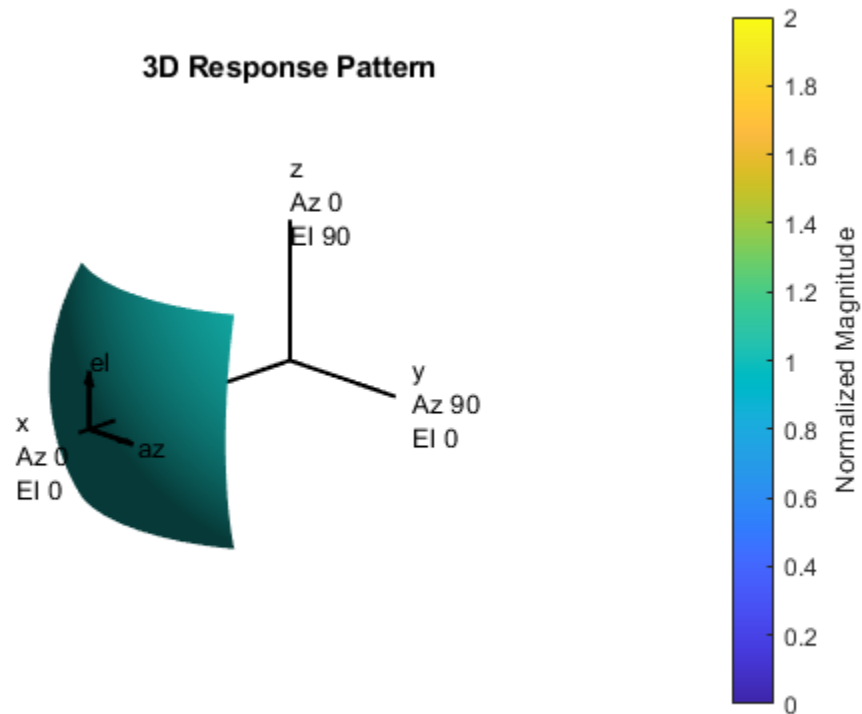 3D Response Pattern
z
Az 0
El 90
y
Az 90
El 0
x
Az 0
El 0
el
az
2
1.8
1.6
1.4
1.2
1
0.8
0.6
0.4
0.2
0
Normalized Magnitude